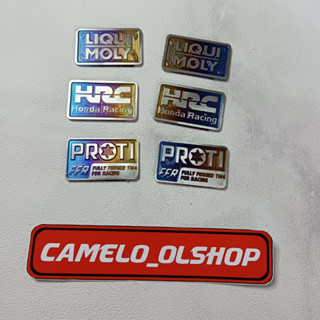 LIQUI
MOLY
LIQUI
MOLY
HRC
Honda Racing
HRC
Honda Racing
PROTI
FFR FULLY FORGED TI64
FOR RACING
PROTI
FFR FULLY FORGED TI64
FOR RACING
CAMELO_OLSHOP